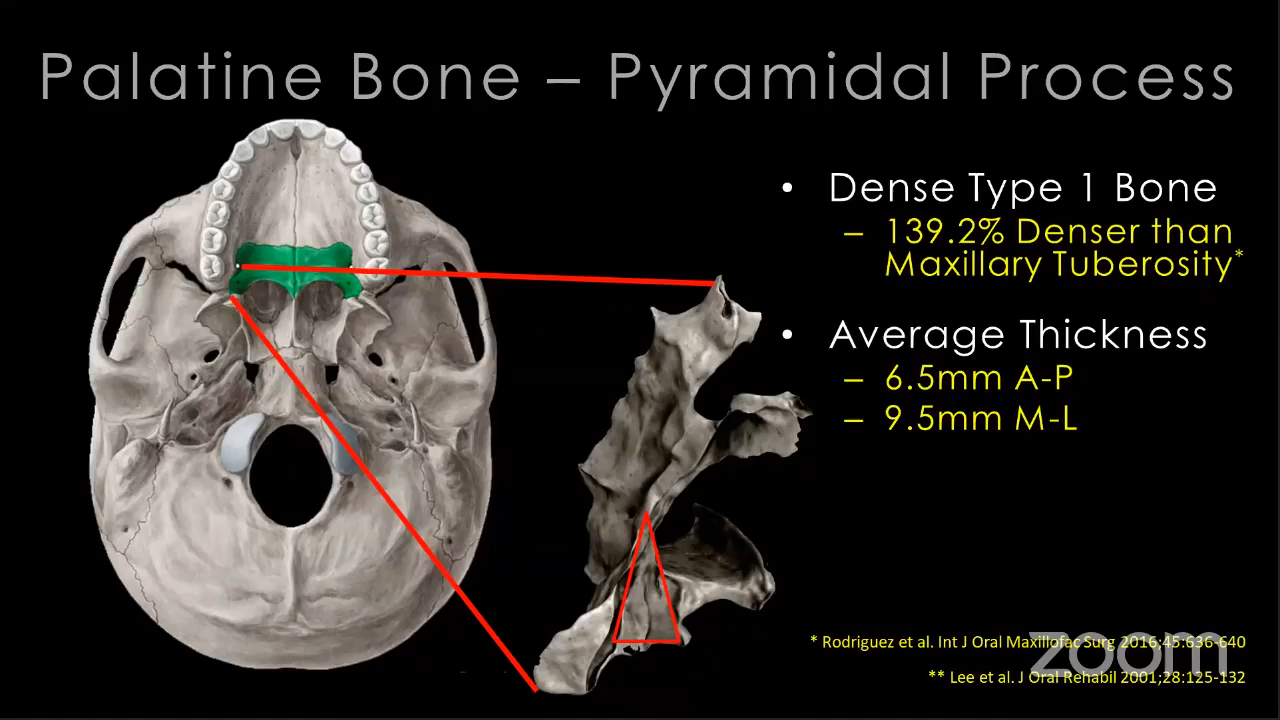 Palatine Bone – Pyramidal Process
• Dense Type 1 Bone
– 139.2% Denser than
Maxillary Tuberosity*
• Average Thickness
– 6.5mm A-P
– 9.5mm M-L
* Rodriguez et al. Int J Oral Maxillofac Surg 2016;45:636-640
** Lee et al. J Oral Rehabil 2001;28:125-132
zoom